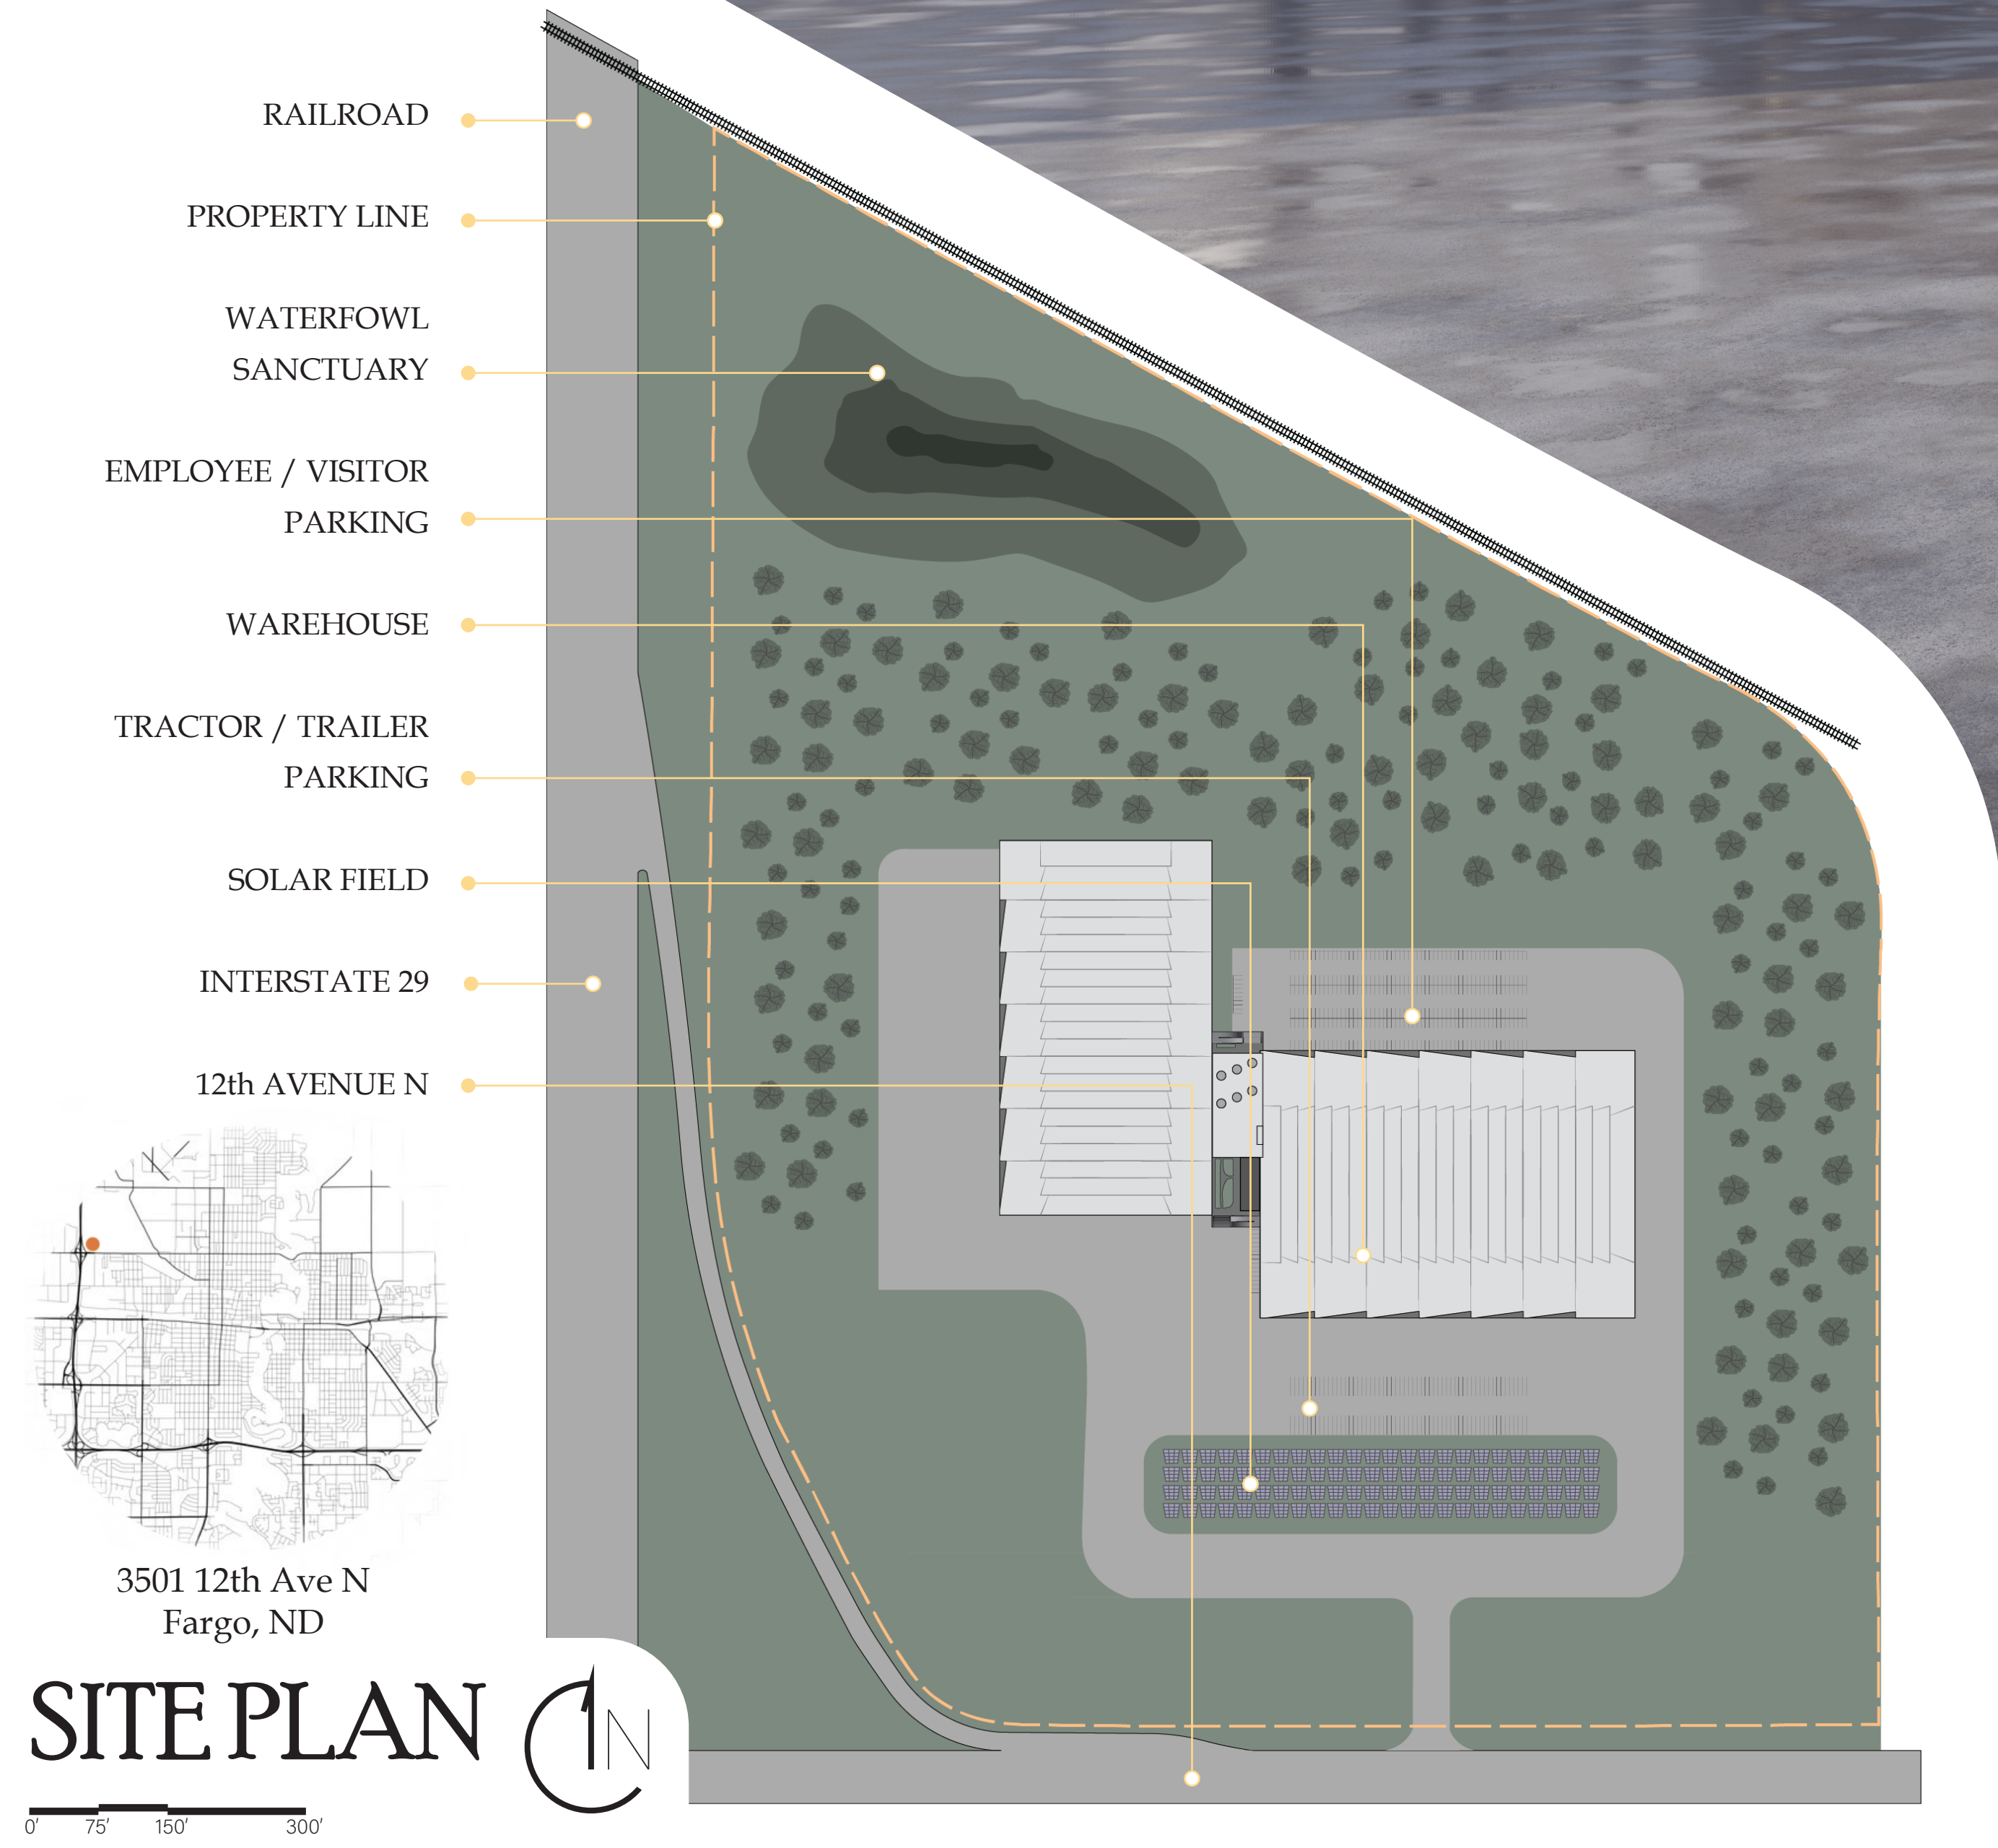 RAILROAD
PROPERTY LINE
WATERFOWL
SANCTUARY
EMPLOYEE / VISITOR
PARKING
WAREHOUSE
TRACTOR / TRAILER
PARKING
SOLAR FIELD
INTERSTATE 29
12th AVENUE N
3501 12th Ave N
Fargo, ND
SITE PLAN
N
0' 75' 150' 300'